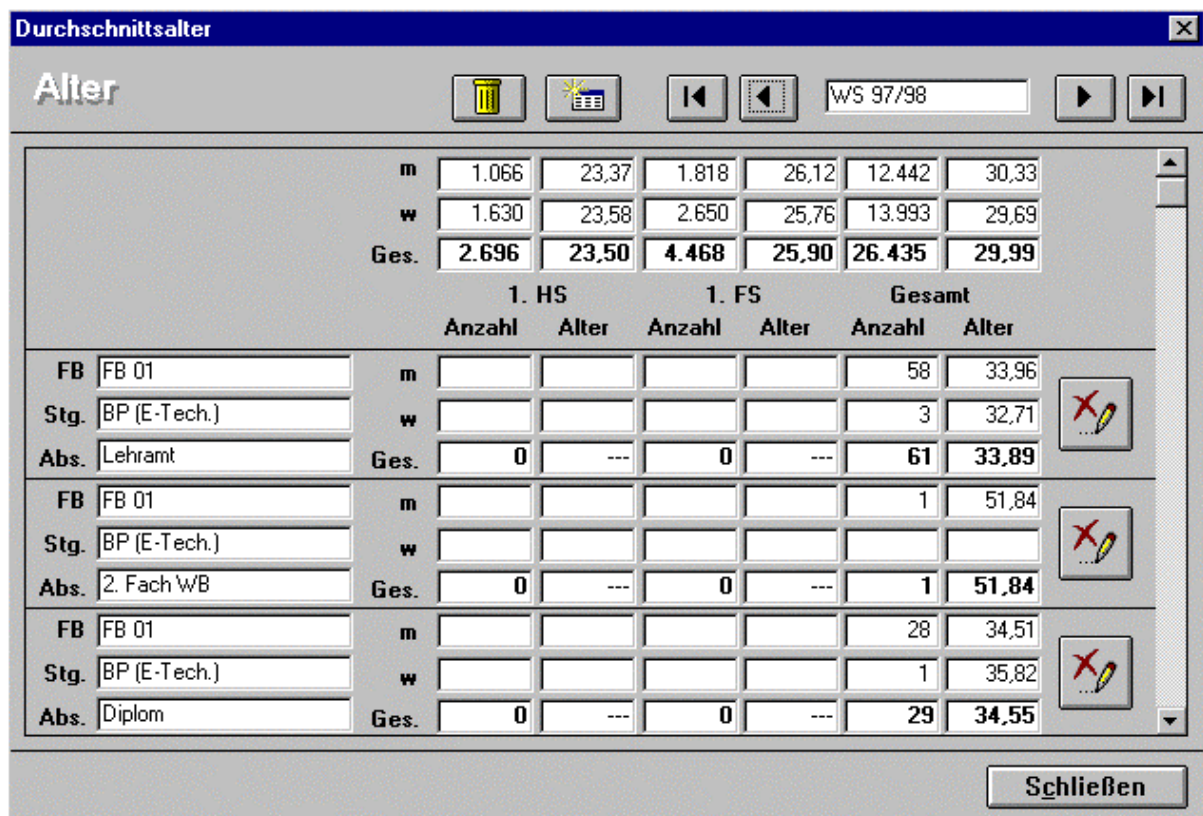 Durchschnittsalter
Alter WS 97/98
m 1.066 23,37 1.818 26,12 12.442 30,33
w 1.630 23,58 2.650 25,76 13.993 29,69
Ges. 2.696 23,50 4.468 25,90 26.435 29,99
1. HS 1. FS Gesamt
Anzahl Alter Anzahl Alter Anzahl Alter
FB FB 01 m 58 33,96
Stg. BP (E-Tech.) w 3 32,71
Abs. Lehramt Ges. 0 --- 0 --- 61 33,89
FB FB 01 m 1 51,84
Stg. BP (E-Tech.) w
Abs. 2. Fach WB Ges. 0 --- 0 --- 1 51,84
FB FB 01 m 28 34,51
Stg. BP (E-Tech.) w 1 35,82
Abs. Diplom Ges. 0 --- 0 --- 29 34,55
Schließen